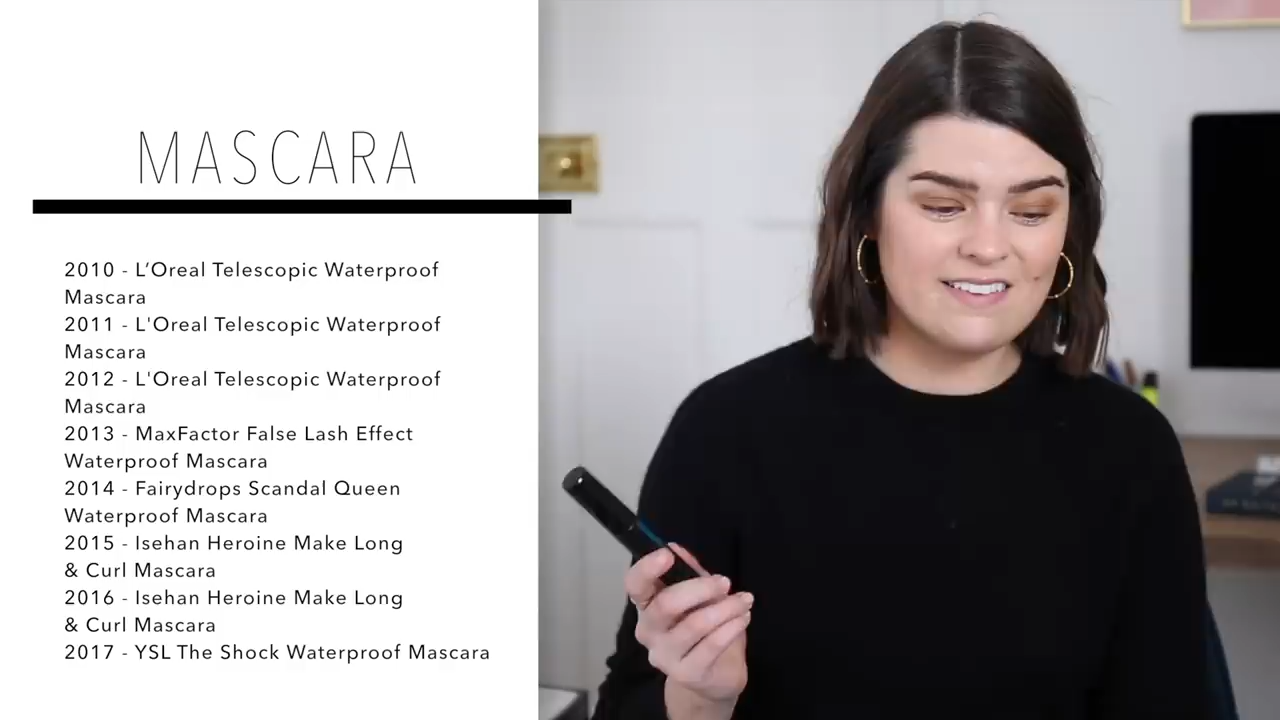 MASCARA
2010 - L’Oreal Telescopic Waterproof
Mascara
2011 - L'Oreal Telescopic Waterproof
Mascara
2012 - L'Oreal Telescopic Waterproof
Mascara
2013 - MaxFactor False Lash Effect
Waterproof Mascara
2014 - Fairydrops Scandal Queen
Waterproof Mascara
2015 - Isehan Heroine Make Long
& Curl Mascara
2016 - Isehan Heroine Make Long
& Curl Mascara
2017 - YSL The Shock Waterproof Mascara